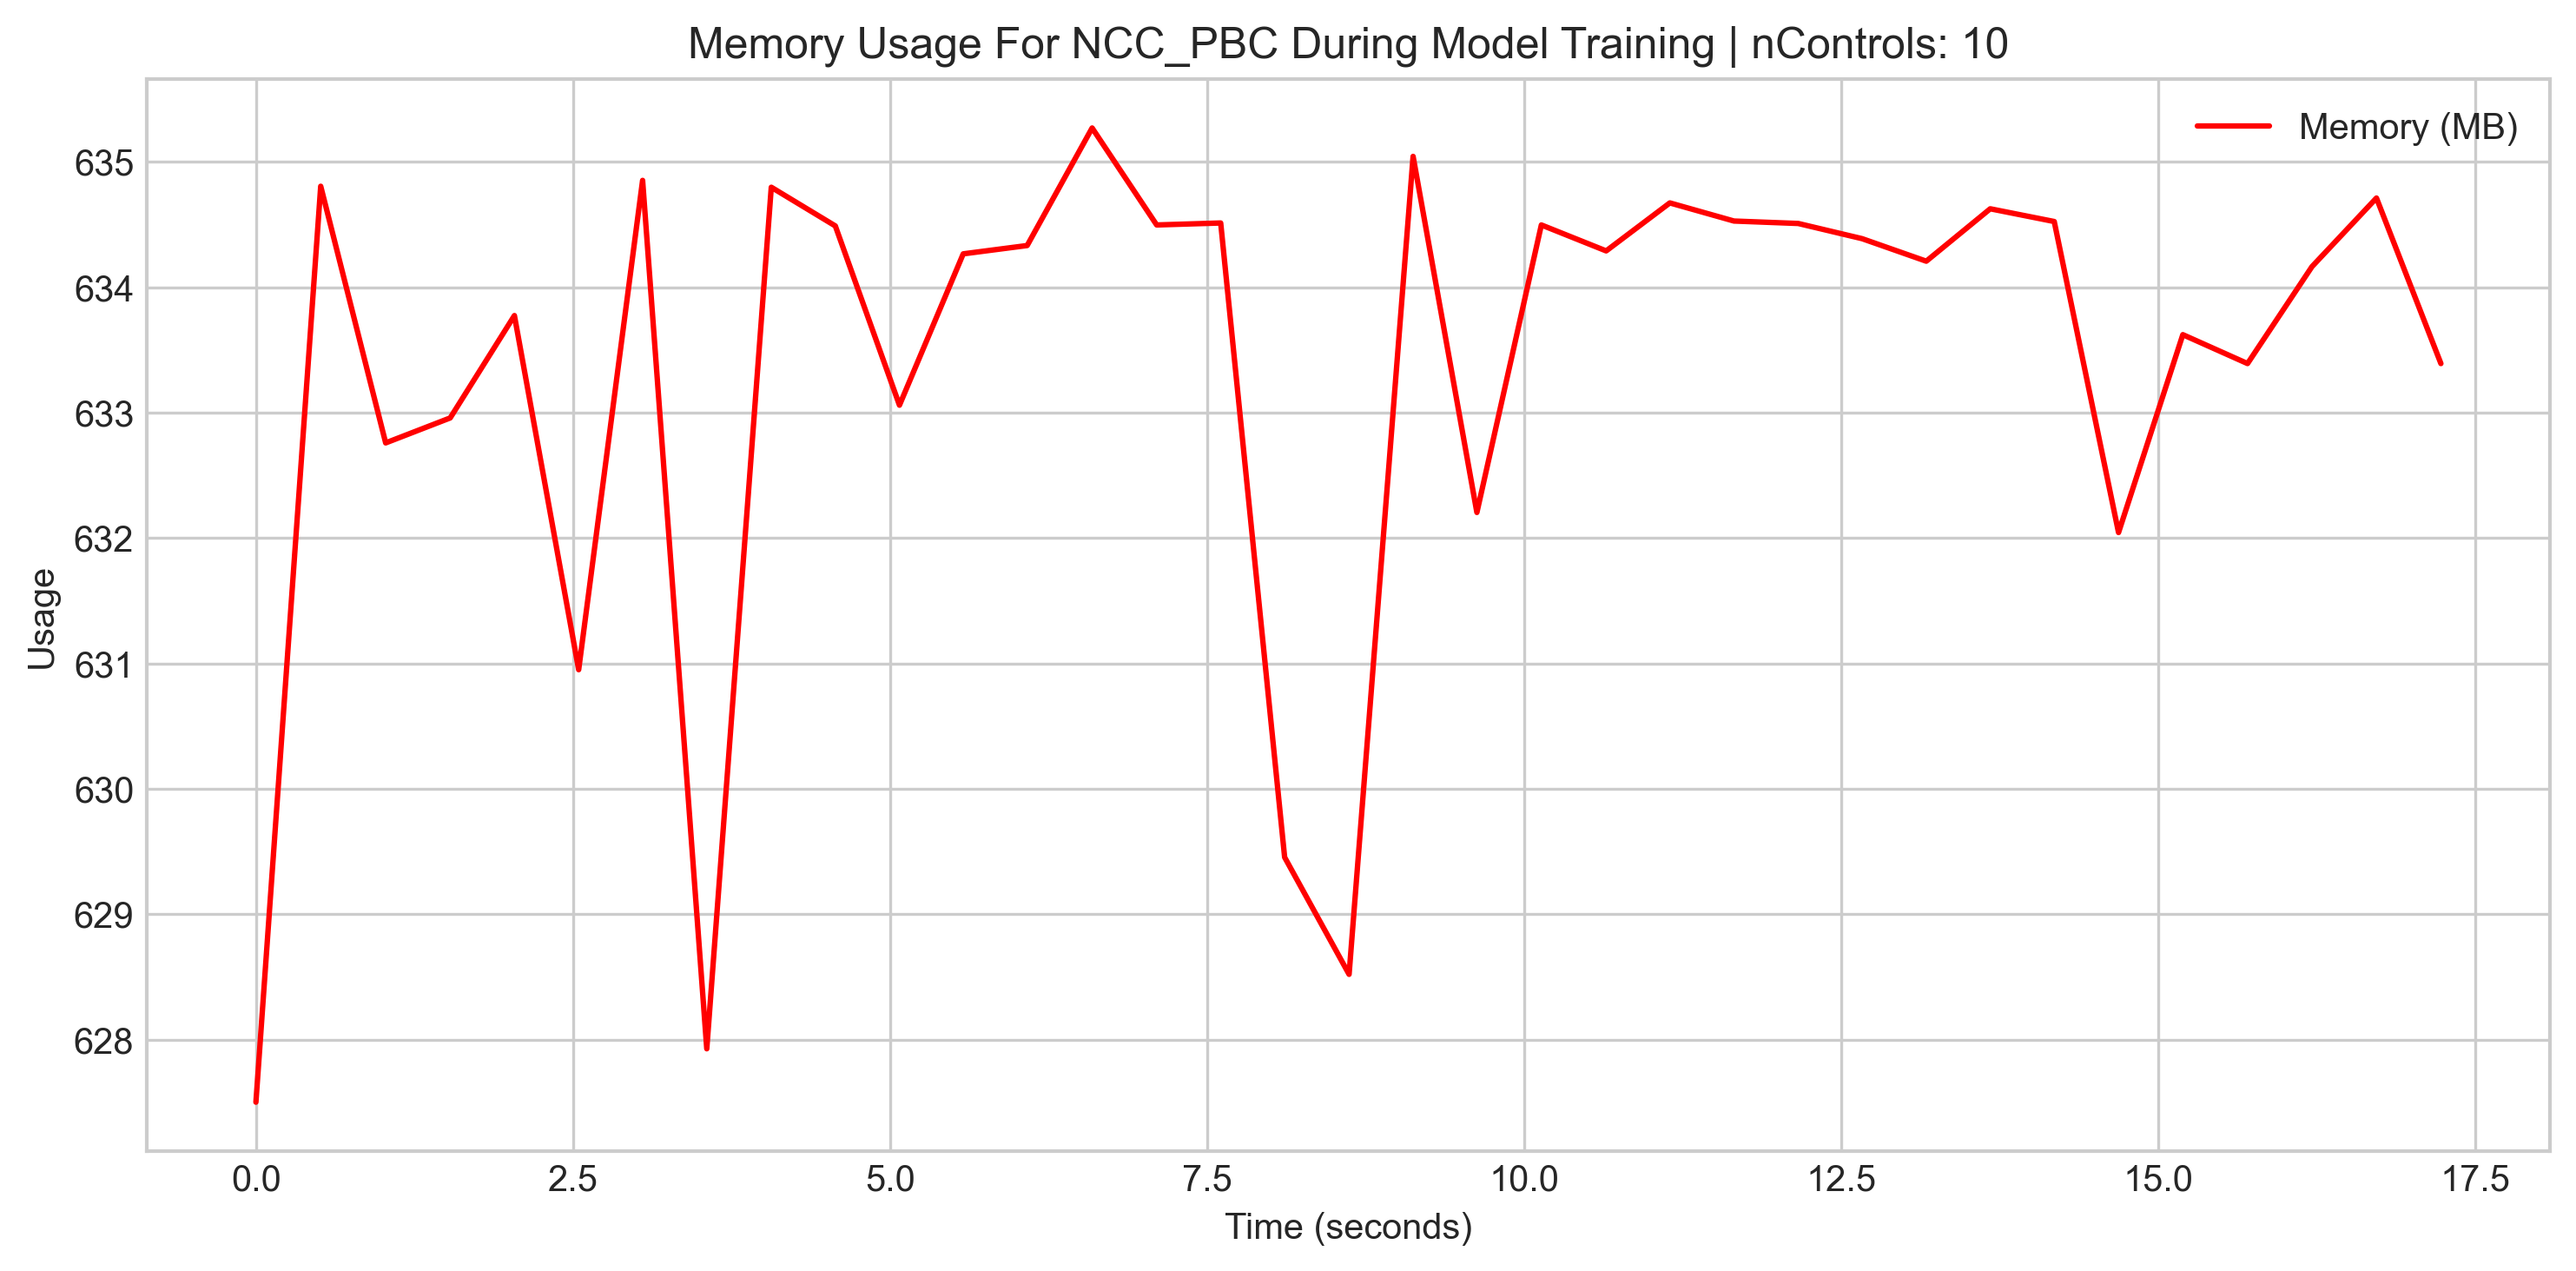 Memory Usage For NCC_PBC During Model Training | nControls: 10
Memory (MB)
635
634
633
632
631
630
629
628
Usage
0.0 2.5 5.0 7.5 10.0 12.5 15.0 17.5
Time (seconds)